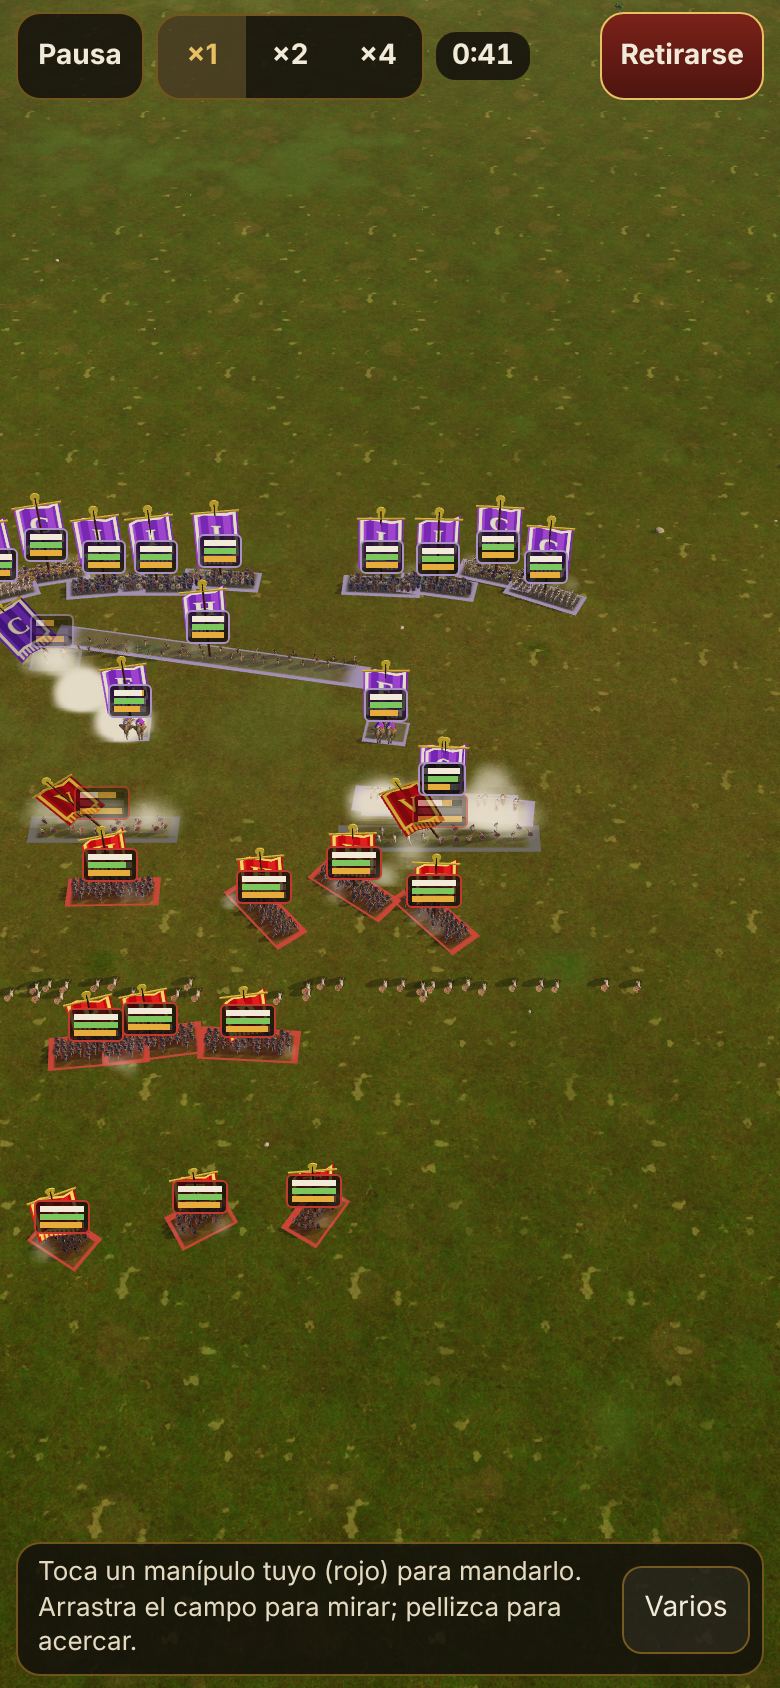 Pausa
×1
×2
×4
0:41
Retirarse
C
V
V
Toca un manípulo tuyo (rojo) para mandarlo.
Arrastra el campo para mirar; pellizca para
acercar.
Varios